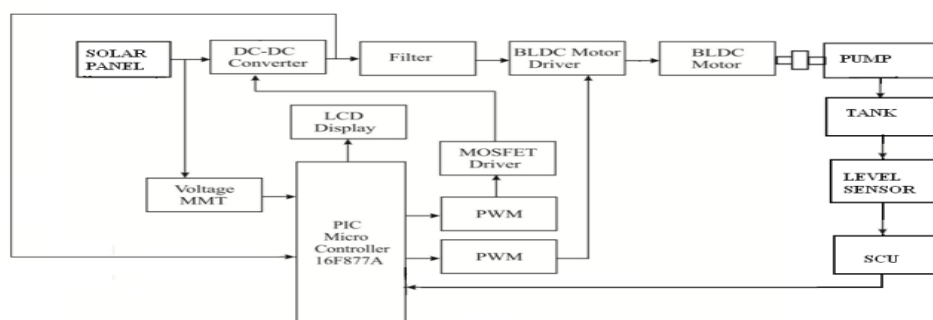 SOLAR
PANEL
DC-DC
Converter
Filter
BLDC Motor
Driver
BLDC
Motor
PUMP
LCD
Display
TANK
MOSFET
Driver
LEVEL
SENSOR
Voltage
MMT
PWM
PIC
Micro
Controller
16F877A
PWM
SCU